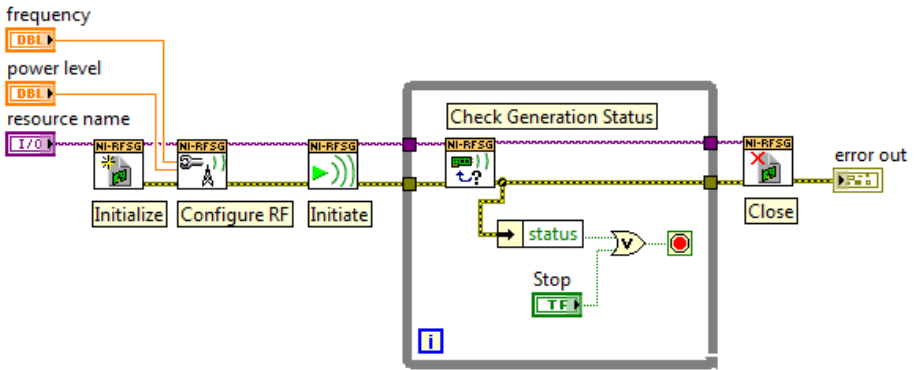 frequency
DBL
power level
DBL
resource name
I/O
NI-RFSG
Initialize
NI-RFSG
Configure RF
NI-RFSG
Initiate
Check Generation Status
NI-RFSG
?
status
V
Stop
TF
i
NI-RFSG
Close
error out